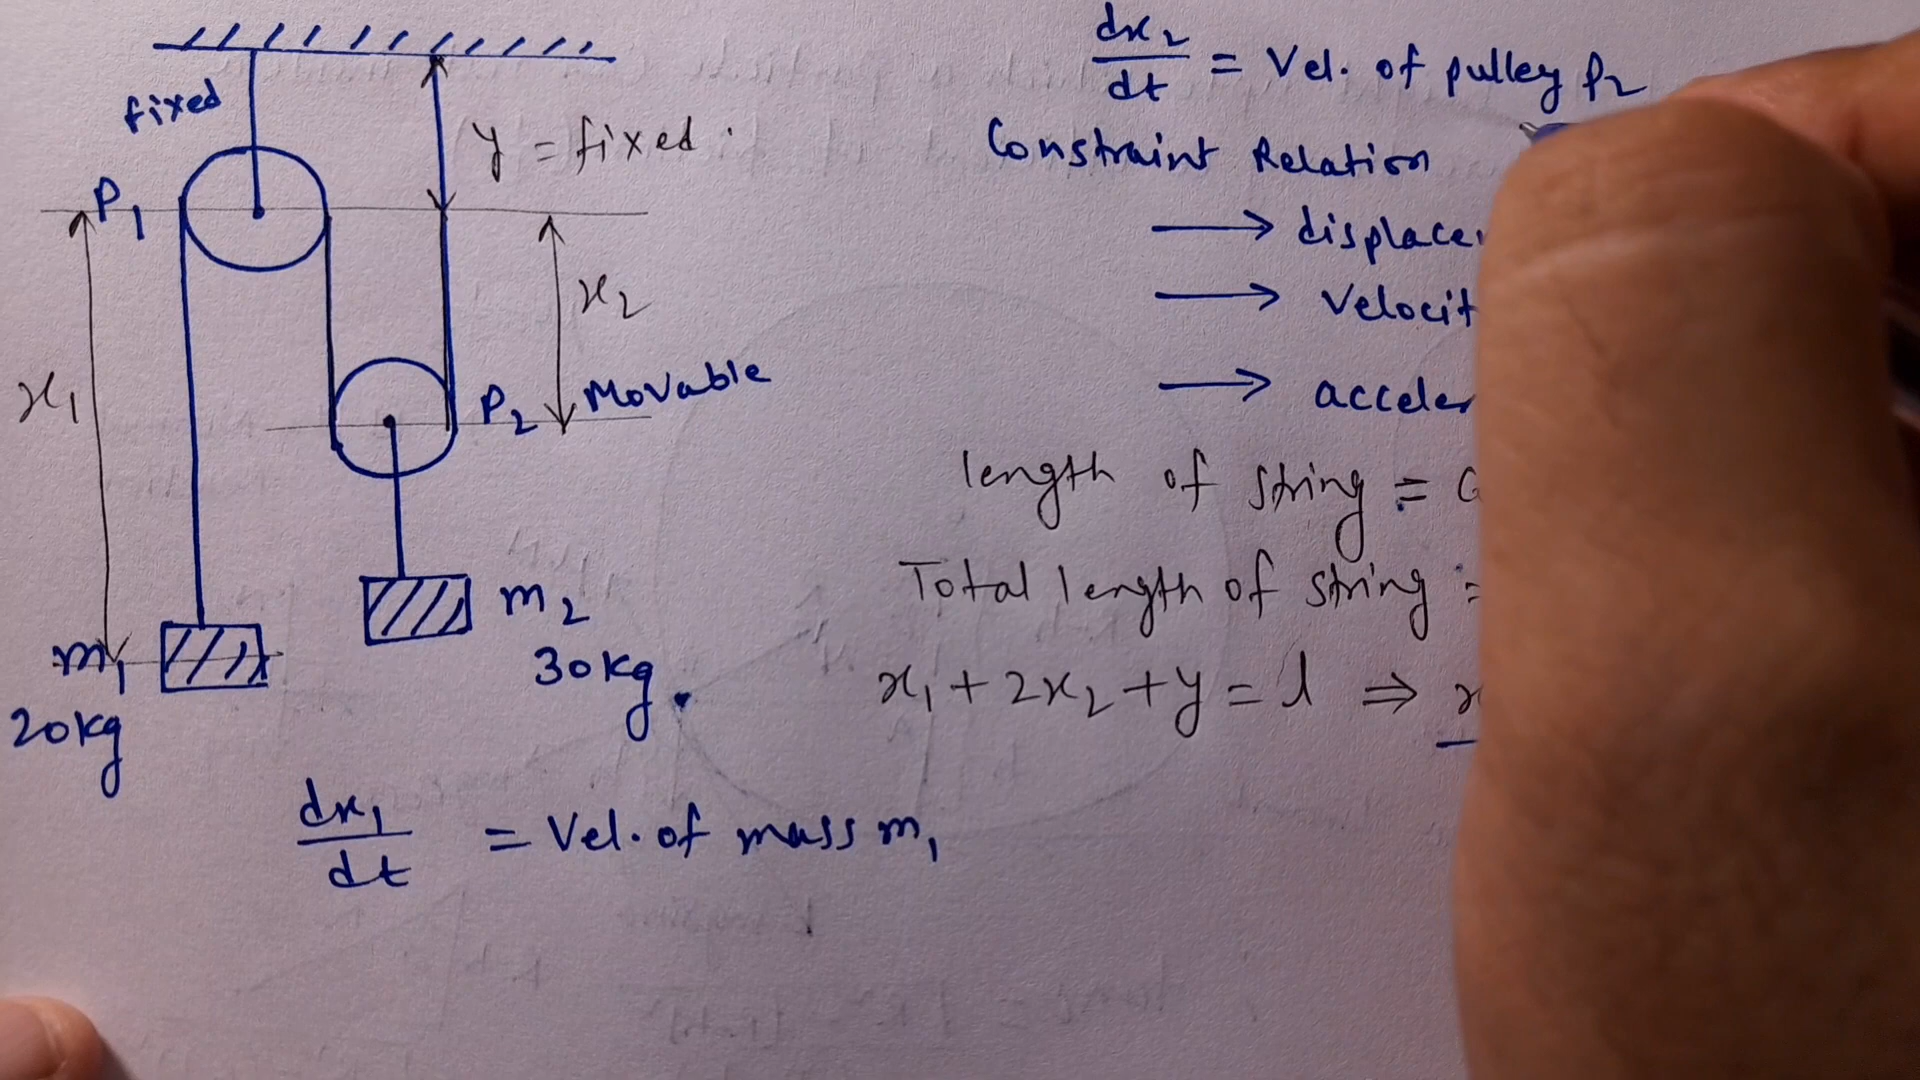 fixed
P₁
y = fixed
x₂
x₁
P₂ Movable
m₂
30kg
m₁
20kg
dx₁/dt = Vel. of mass m₁
dx₂/dt = Vel. of pulley P₂
Constraint Relation
→ displace
→ Velocit
→ acceler
length of string =
Total length of string =
x₁ + 2x₂ + y = l ⇒